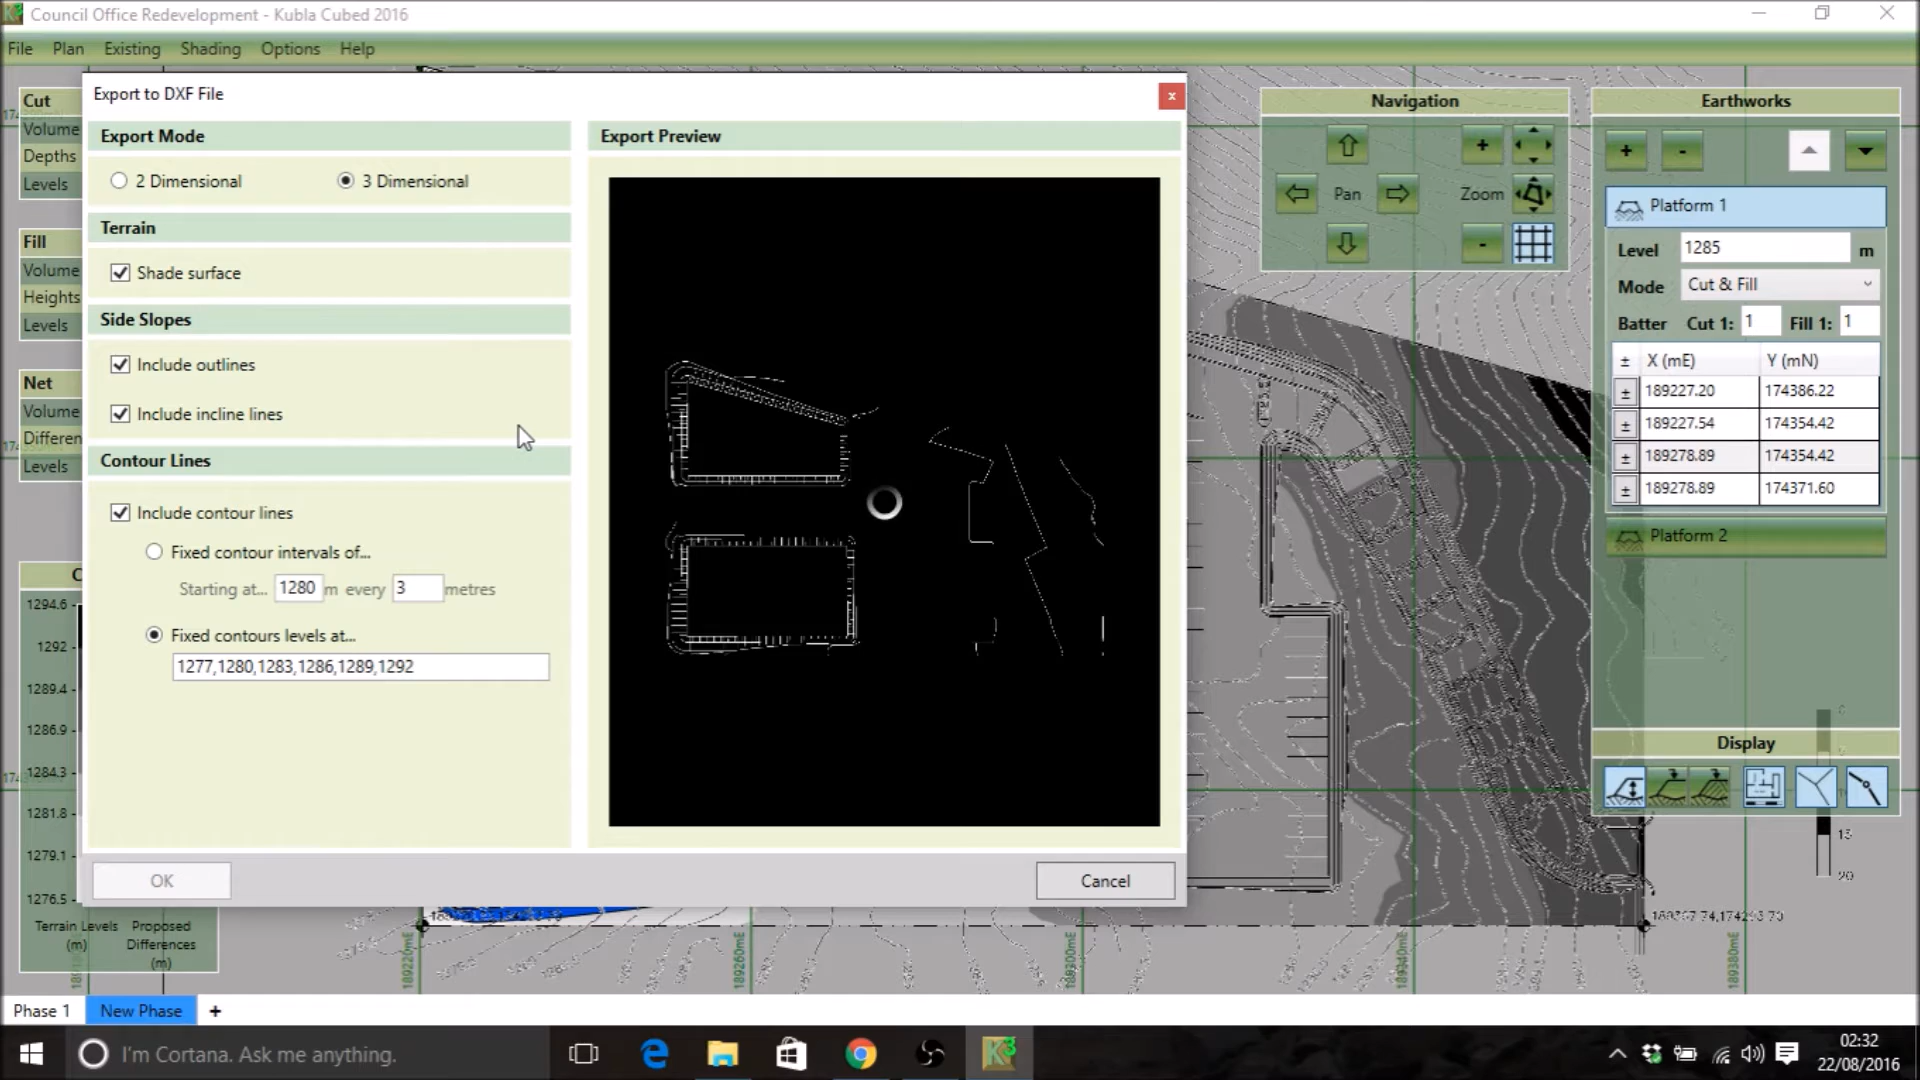 Council Office Redevelopment - Kubla Cubed 2016
File Plan Existing Shading Options Help
Cut
Volume
Depths
Levels
Fill
Volume
Heights
Levels
Net
Volume
Differen
Levels
1294.6
1292
1289.4
1286.9
1284.3
1281.8
1279.1
1276.5
Terrain Levels (m)
Proposed Differences (m)
Export to DXF File
x
Export Mode
2 Dimensional
3 Dimensional
Terrain
Shade surface
Side Slopes
Include outlines
Include incline lines
Contour Lines
Include contour lines
Fixed contour intervals of...
Starting at... 1280 m every 3 metres
Fixed contours levels at...
1277,1280,1283,1286,1289,1292
OK
Export Preview
Cancel
Navigation
Pan
Zoom
+
-
Earthworks
+ -
Platform 1
Level 1285 m
Mode Cut & Fill
Batter Cut 1: 1 Fill 1: 1
± X (mE) Y (mN)
± 189227.20 174386.22
± 189227.54 174354.42
± 189278.89 174354.42
± 189278.89 174371.60
Platform 2
Display
15
20
189220mE
189260mE
189300mE
189340mE
189380mE
Phase 1 New Phase +
I'm Cortana. Ask me anything.
02:32
22/08/2016